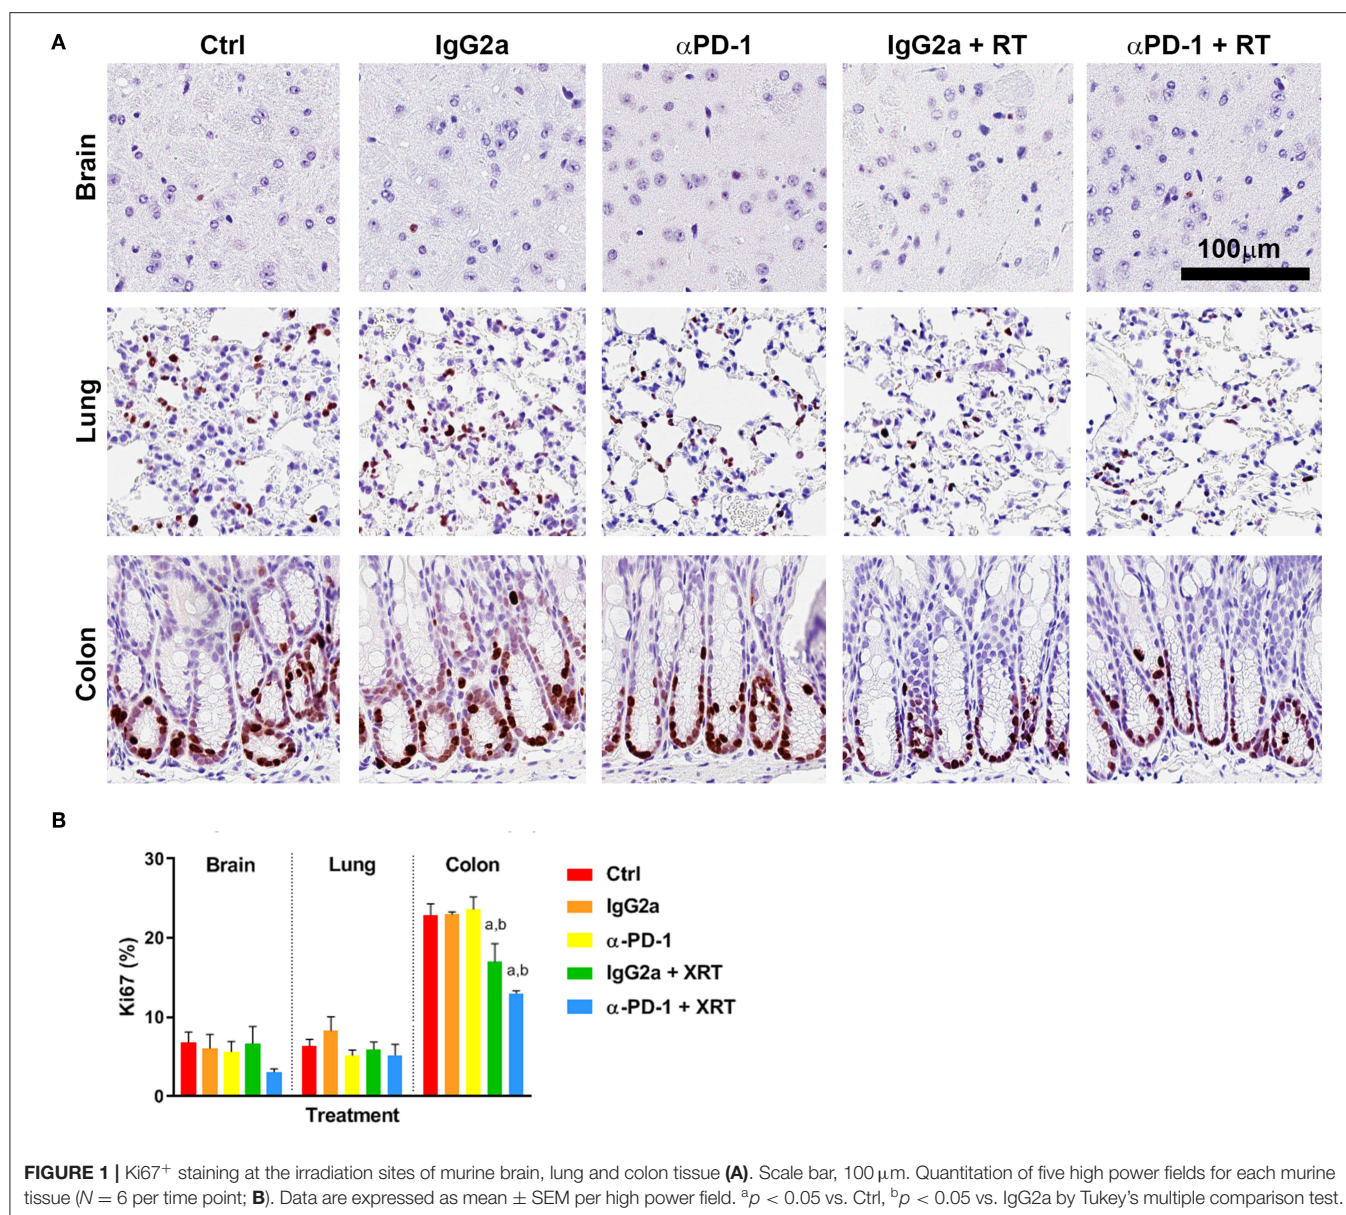 A
Ctrl IgG2a αPD-1 IgG2a + RT αPD-1 + RT
Brain
100μm
Lung
Colon
B
30
20
10
0
Ki67 (%)
Brain Lung Colon
a,b
a,b
Treatment
Ctrl
IgG2a
α-PD-1
IgG2a + XRT
α-PD-1 + XRT
FIGURE 1 | Ki67⁺ staining at the irradiation sites of murine brain, lung and colon tissue (A). Scale bar, 100 μm. Quantitation of five high power fields for each murine
tissue (N = 6 per time point; B). Data are expressed as mean ± SEM per high power field. ᵃp < 0.05 vs. Ctrl, ᵇp < 0.05 vs. IgG2a by Tukey's multiple comparison test.